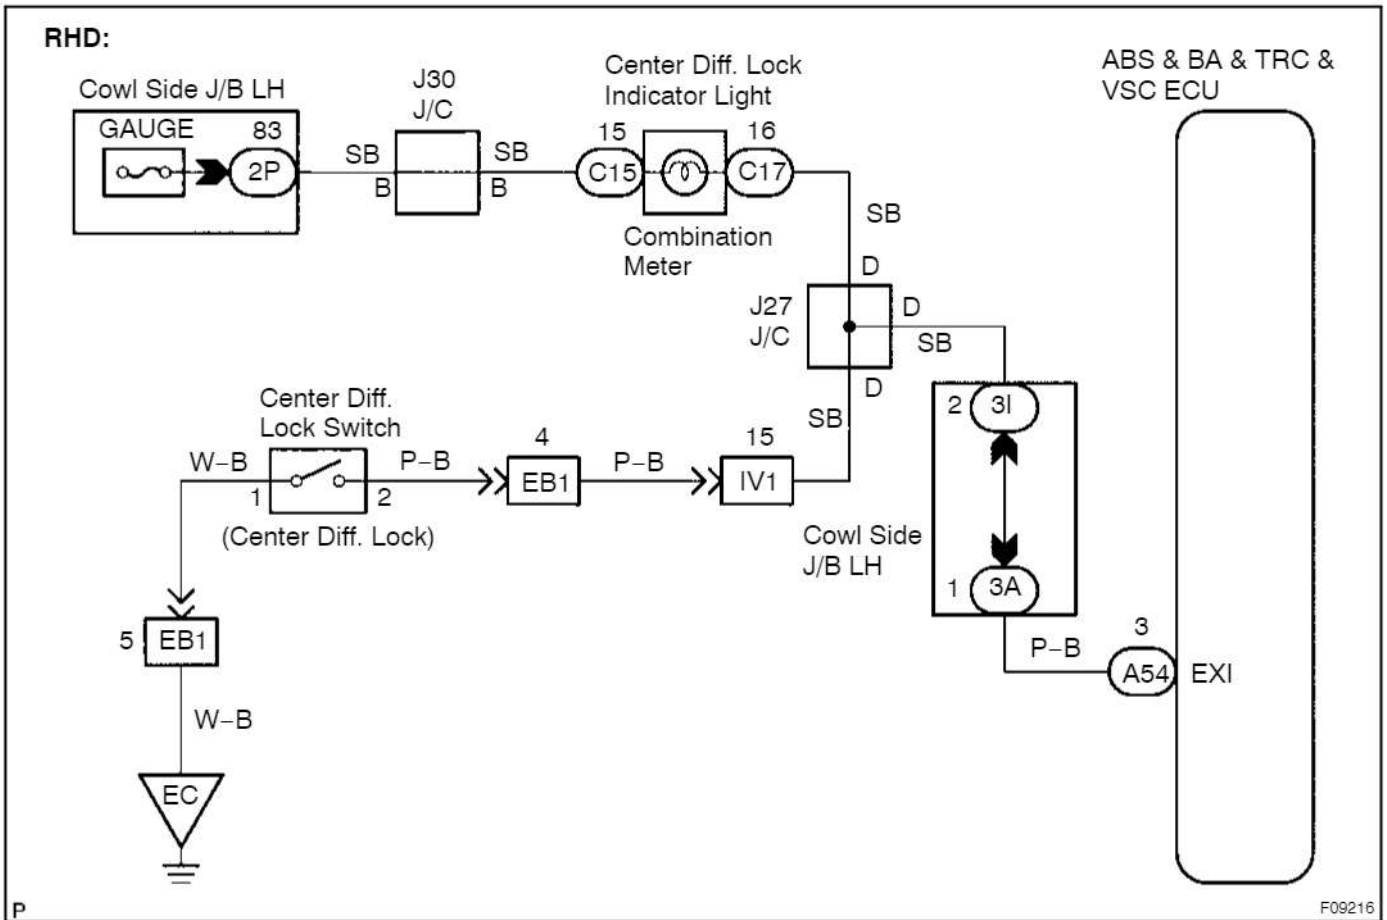 RHD:
Cowl Side J/B LH
GAUGE
83
2P
SB
B
J30
J/C
SB
B
Center Diff. Lock
Indicator Light
15
C15
16
C17
Combination
Meter
ABS & BA & TRC &
VSC ECU
SB
D
J27
J/C
D
SB
D
SB
Center Diff.
Lock Switch
W-B
1
2
(Center Diff. Lock)
P-B
4
EB1
P-B
15
IV1
2
3I
Cowl Side
J/B LH
1
3A
P-B
3
A54
EXI
5
EB1
W-B
EC
P
F09216